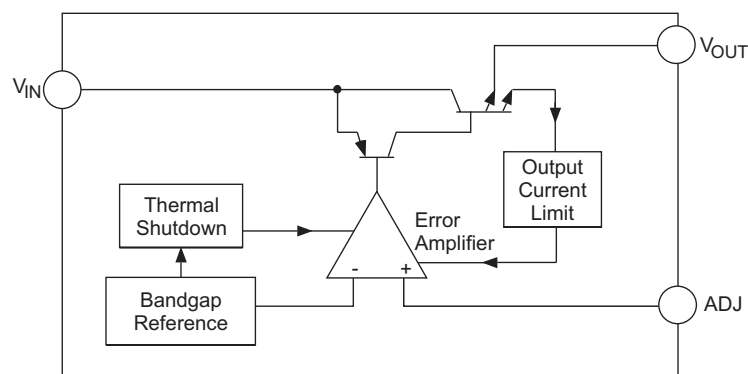 VOUT
VIN
Output
Current
Limit
Thermal
Shutdown
Error
Amplifier
- +
Bandgap
Reference
ADJ